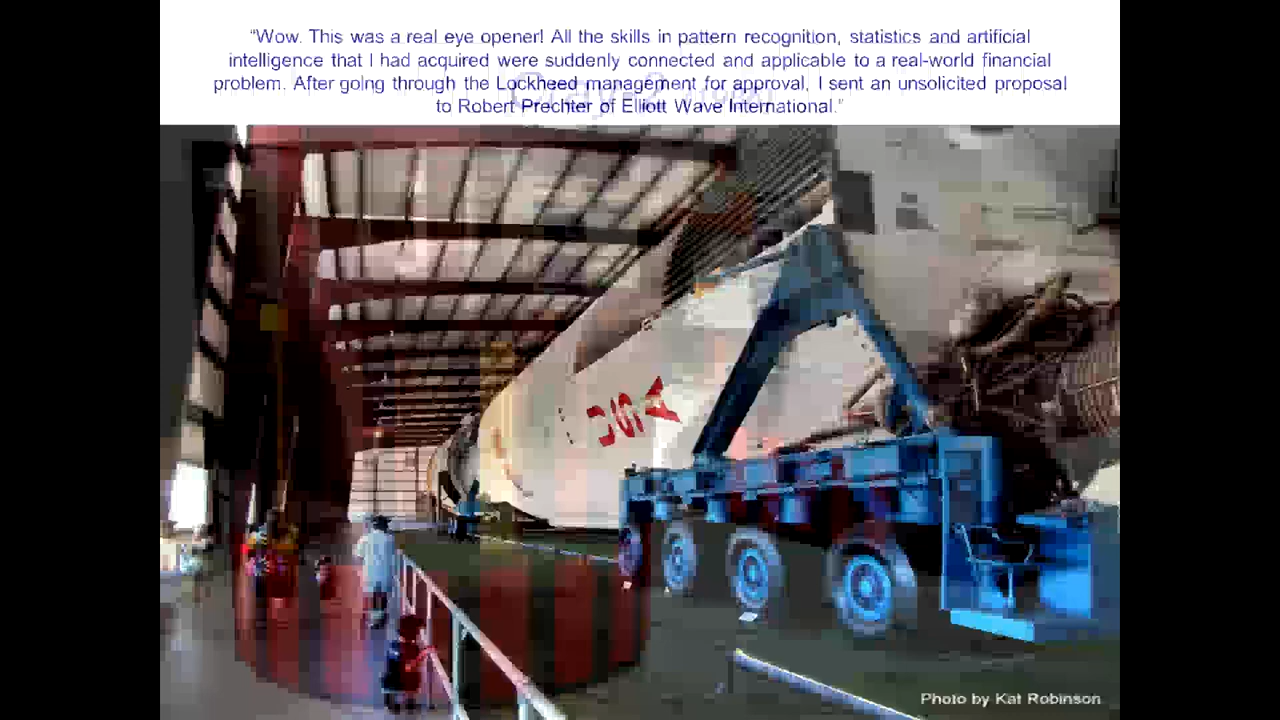 “Wow. This was a real eye opener! All the skills in pattern recognition, statistics and artificial
intelligence that I had acquired were suddenly connected and applicable to a real-world financial
problem. After going through the Lockheed management for approval, I sent an unsolicited proposal
to Robert Prechter of Elliott Wave International.”
Cray-2
USA
Photo by Kat Robinson